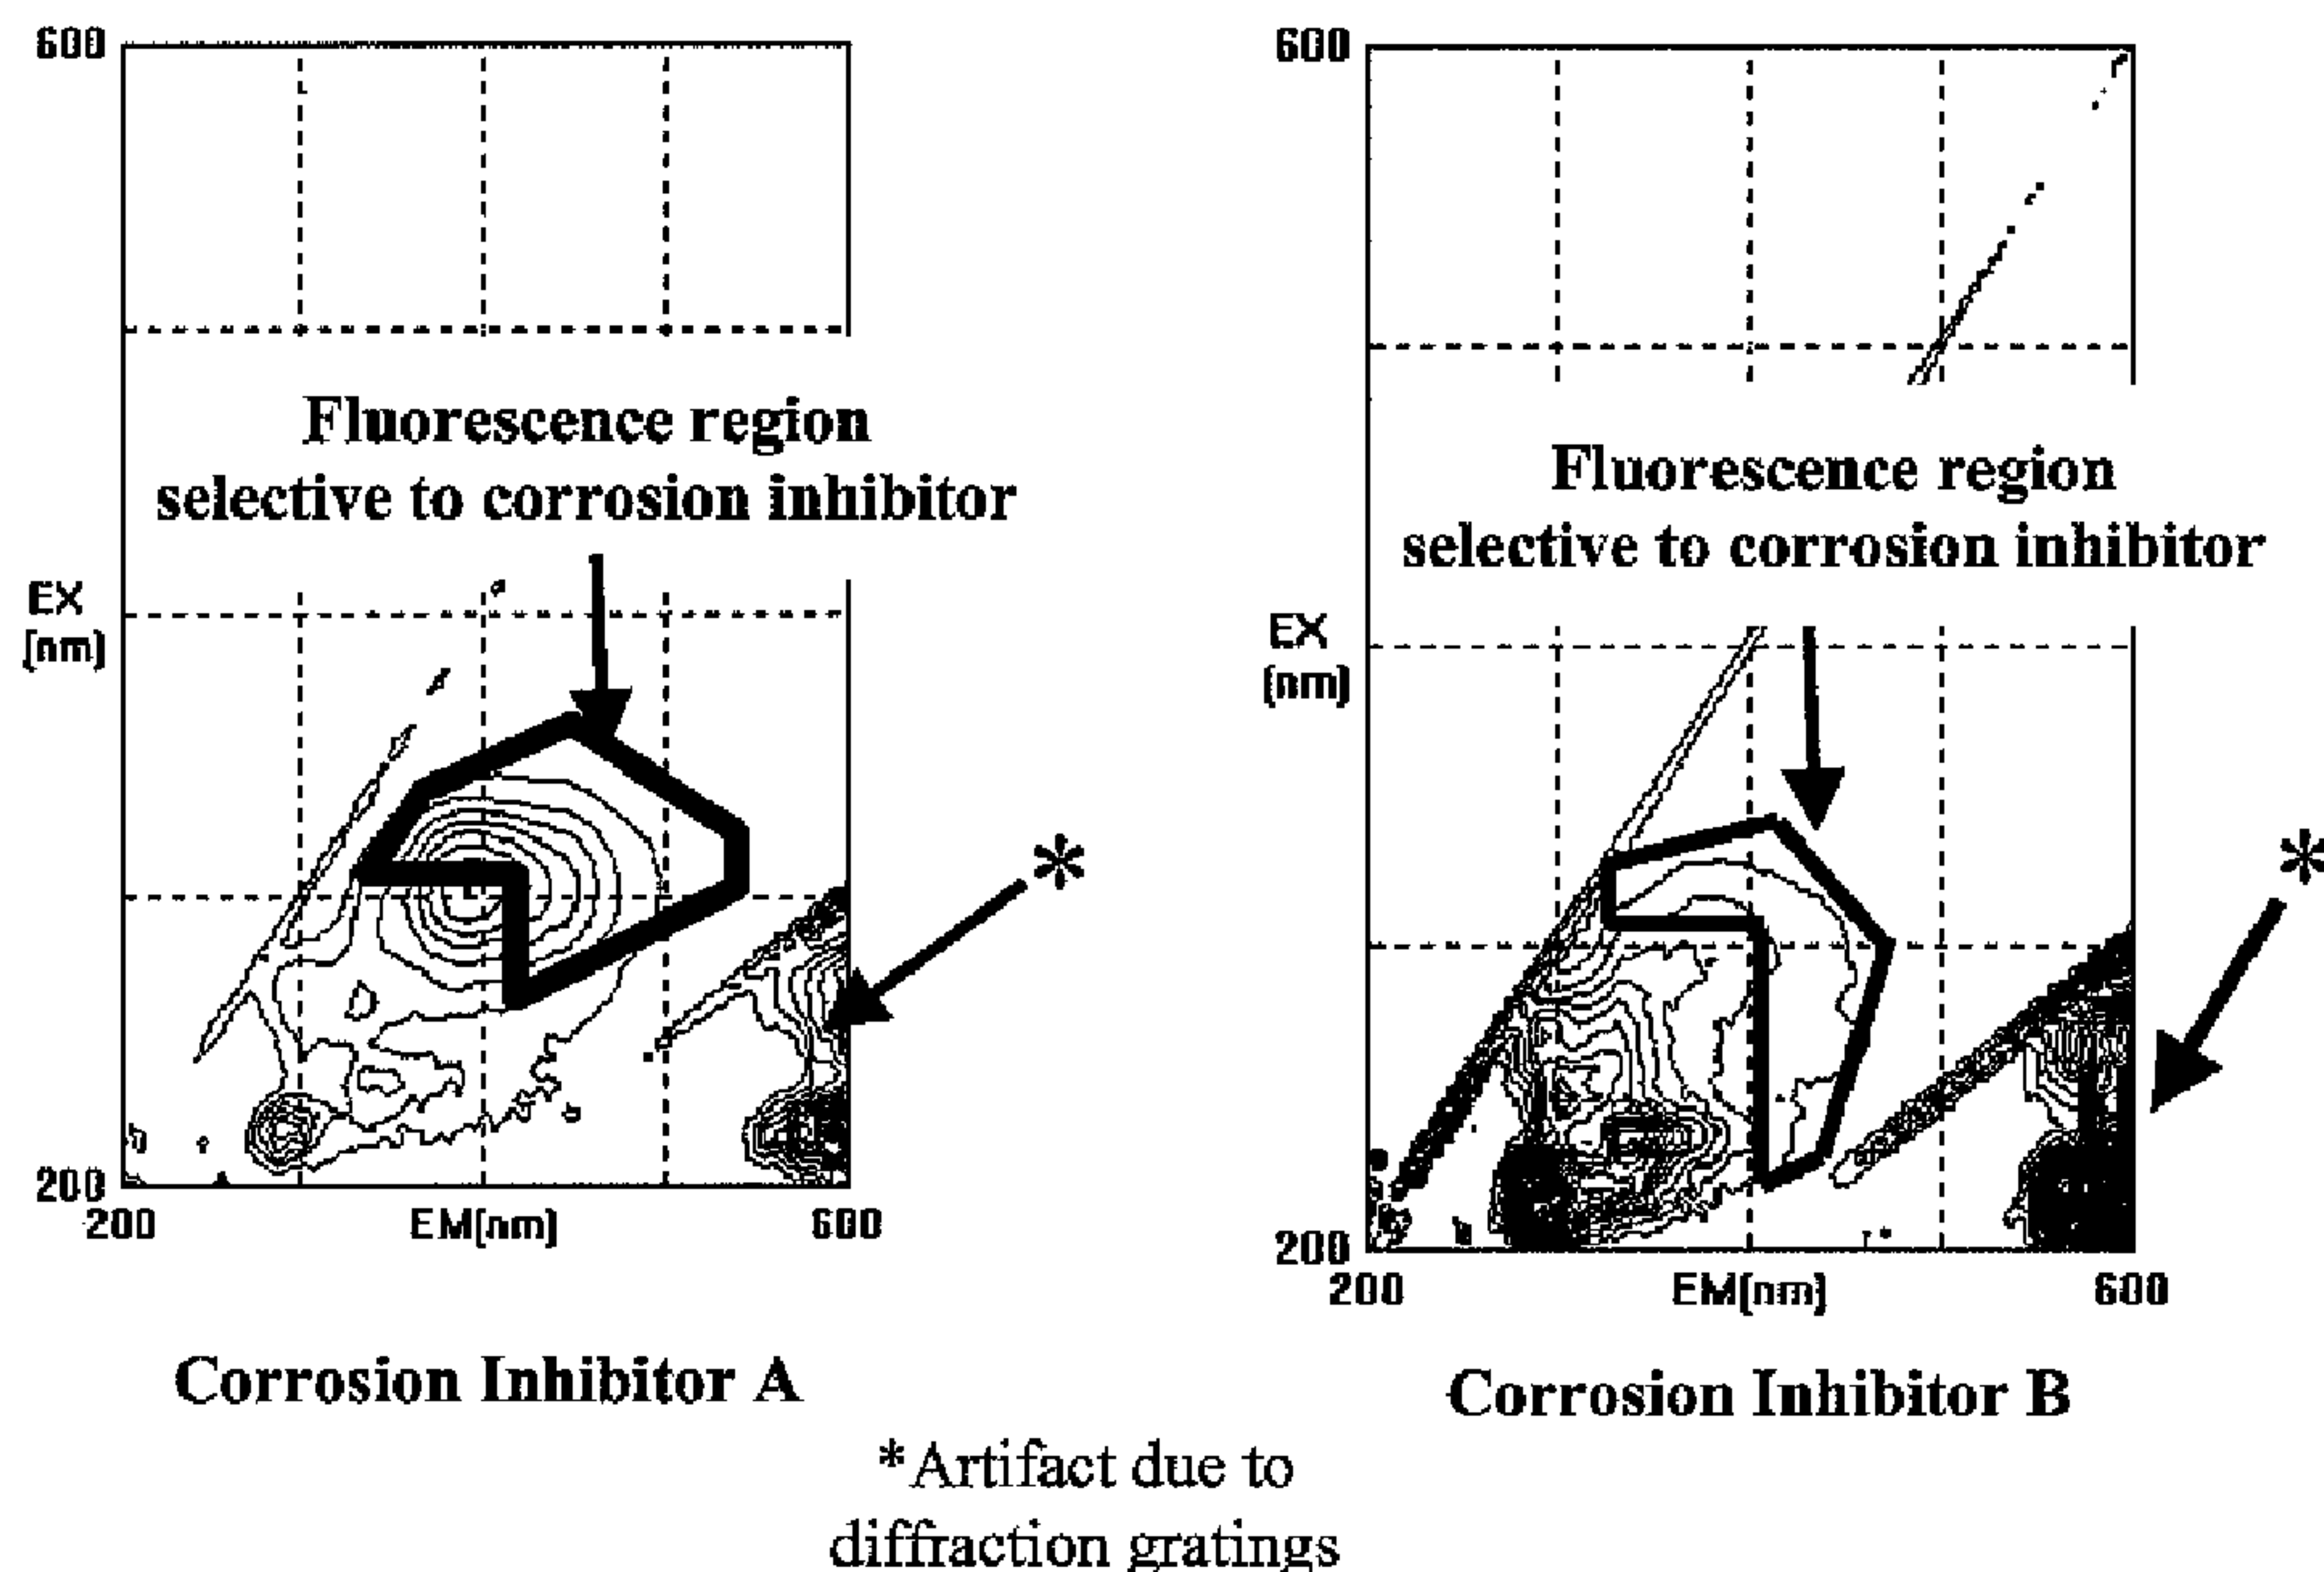 600
Fluorescence region
selective to corrosion inhibitor
EX
(nm)
*
200
200 EM(nm) 600
Corrosion Inhibitor A
600
Fluorescence region
selective to corrosion inhibitor
EX
(nm)
*
200
200 EM(nm) 600
Corrosion Inhibitor B
*Artifact due to
diffraction gratings